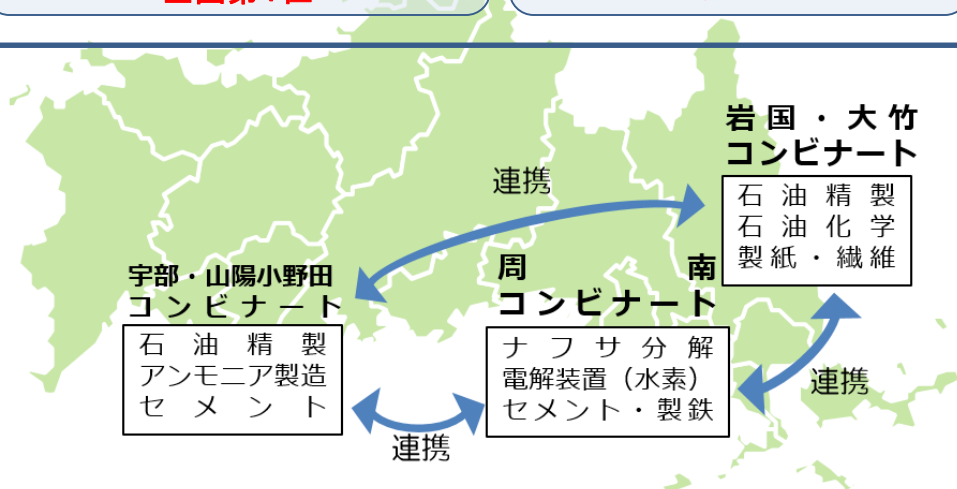 岩国・大竹
コンビナート
石油精製
石油化学
製紙・繊維
連携
宇部・山陽小野田
コンビナート
石油精製
アンモニア製造
セメント
周南
コンビナート
ナフサ分解
電解装置（水素）
セメント・製鉄
連携
連携